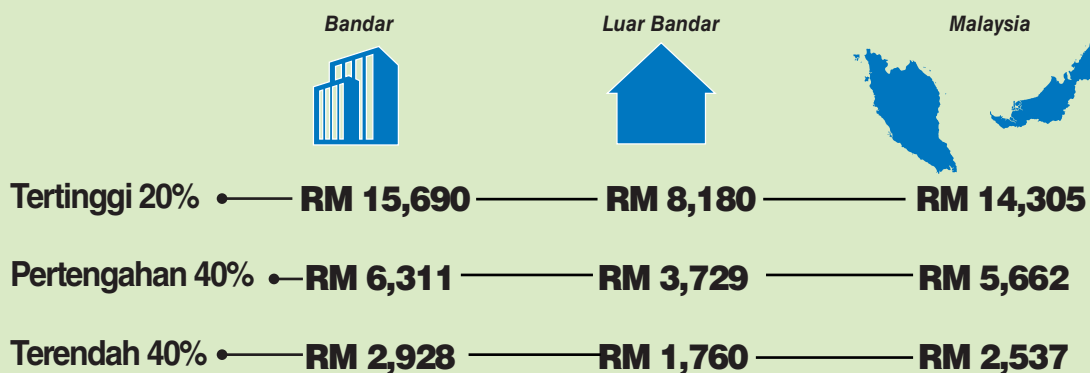 Bandar Luar Bandar Malaysia
Tertinggi 20% RM 15,690 RM 8,180 RM 14,305
Pertengahan 40% RM 6,311 RM 3,729 RM 5,662
Terendah 40% RM 2,928 RM 1,760 RM 2,537